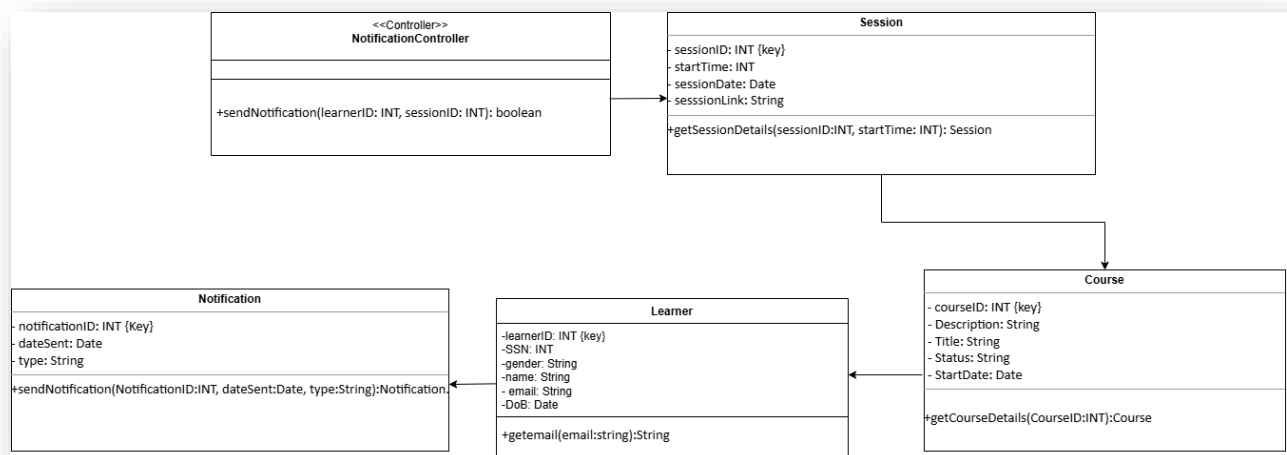 <<Controller>>
NotificationController
+sendNotification(learnerID: INT, sessionID: INT): boolean
Session
- sessionID: INT {key}
- startTime: INT
- sessionDate: Date
- sesssionLink: String
+getSessionDetails(sessionID:INT, startTime: INT): Session
Notification
- notificationID: INT {Key}
- dateSent: Date
- type: String
+sendNotification(NotificationID:INT, dateSent:Date, type:String):Notification.
Learner
-learnerID: INT {key}
-SSN: INT
-gender: String
-name: String
- email: String
-DoB: Date
+getemail(email:string):String
Course
- courseID: INT {key}
- Description: String
- Title: String
- Status: String
- StartDate: Date
+getCourseDetails(CourseID:INT):Course